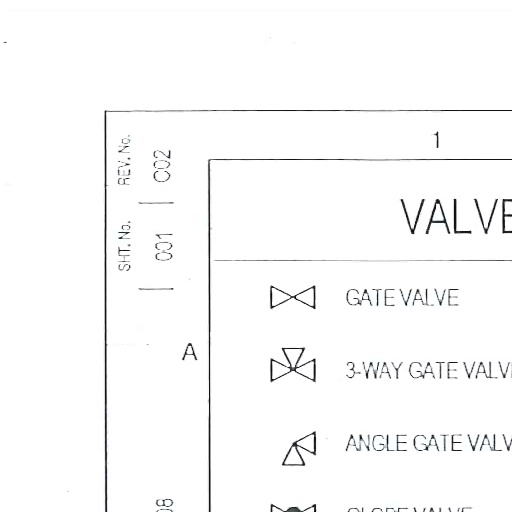 REV. No. C02
SHT. No. 001
1
A
VALVE
GATE VALVE
3-WAY GATE VALV
ANGLE GATE VALV
GLOBE VALVE
08